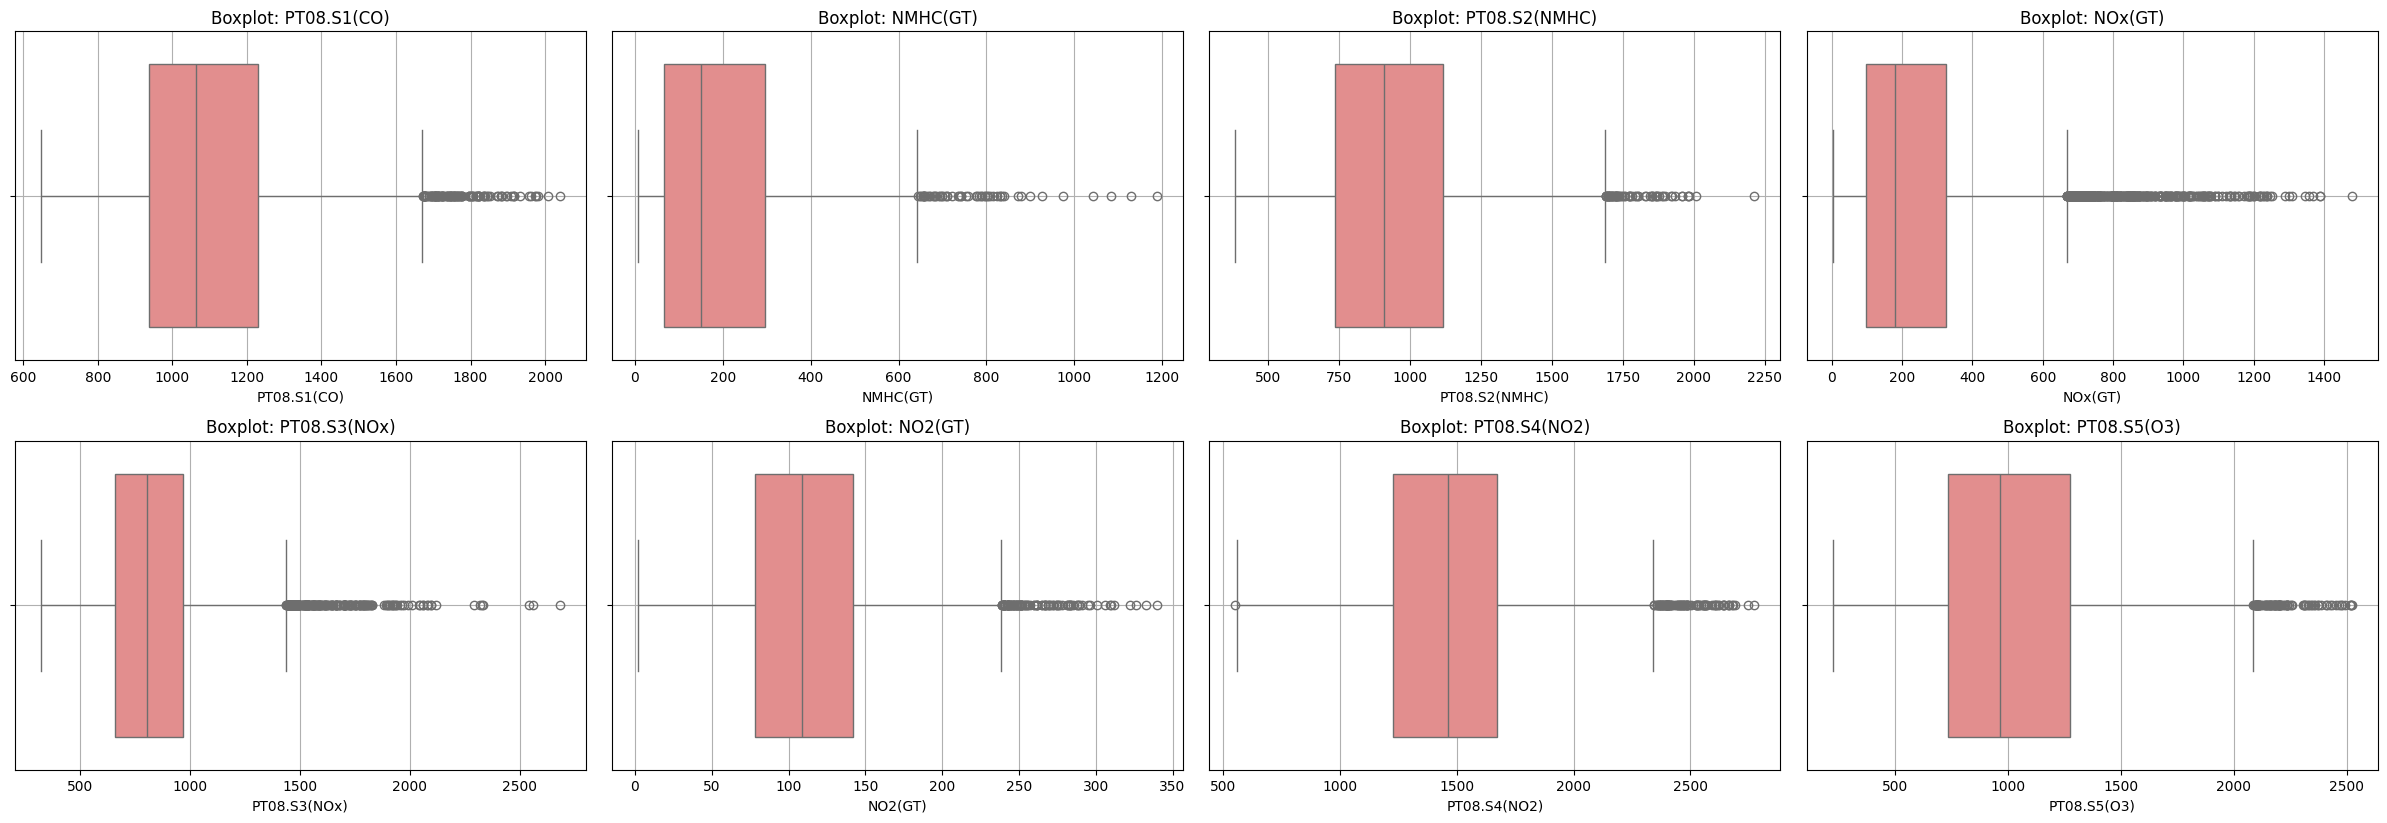 Boxplot: PT08.S1(CO)
600 800 1000 1200 1400 1600 1800 2000
PT08.S1(CO)
Boxplot: NMHC(GT)
0 200 400 600 800 1000 1200
NMHC(GT)
Boxplot: PT08.S2(NMHC)
500 750 1000 1250 1500 1750 2000 2250
PT08.S2(NMHC)
Boxplot: NOx(GT)
0 200 400 600 800 1000 1200 1400
NOx(GT)
Boxplot: PT08.S3(NOx)
500 1000 1500 2000 2500
PT08.S3(NOx)
Boxplot: NO2(GT)
0 50 100 150 200 250 300 350
NO2(GT)
Boxplot: PT08.S4(NO2)
500 1000 1500 2000 2500
PT08.S4(NO2)
Boxplot: PT08.S5(O3)
500 1000 1500 2000 2500
PT08.S5(O3)